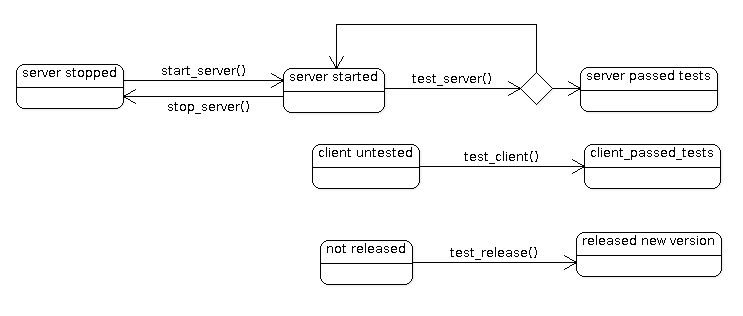 server stopped
start_server()
stop_server()
server started
test_server()
server passed tests
client untested
test_client()
client_passed_tests
not released
test_release()
released new version